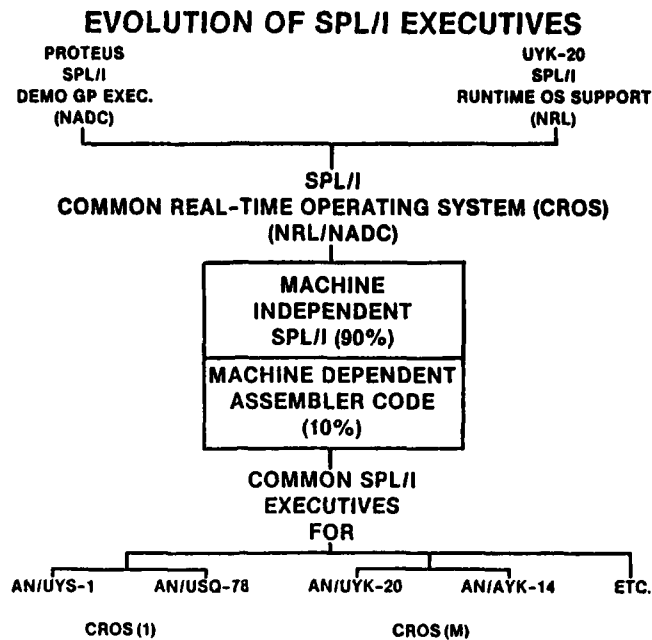 EVOLUTION OF SPL/I EXECUTIVES
PROTEUS
SPL/I
DEMO GP EXEC.
(NADC)
UYK-20
SPL/I
RUNTIME OS SUPPORT
(NRL)
SPL/I
COMMON REAL-TIME OPERATING SYSTEM (CROS)
(NRL/NADC)
MACHINE
INDEPENDENT
SPL/I (90%)
MACHINE DEPENDENT
ASSEMBLER CODE
(10%)
COMMON SPL/I
EXECUTIVES
FOR
AN/UYS-1 AN/USQ-78 AN/UYK-20 AN/AYK-14 ETC.
CROS (1) CROS (M)